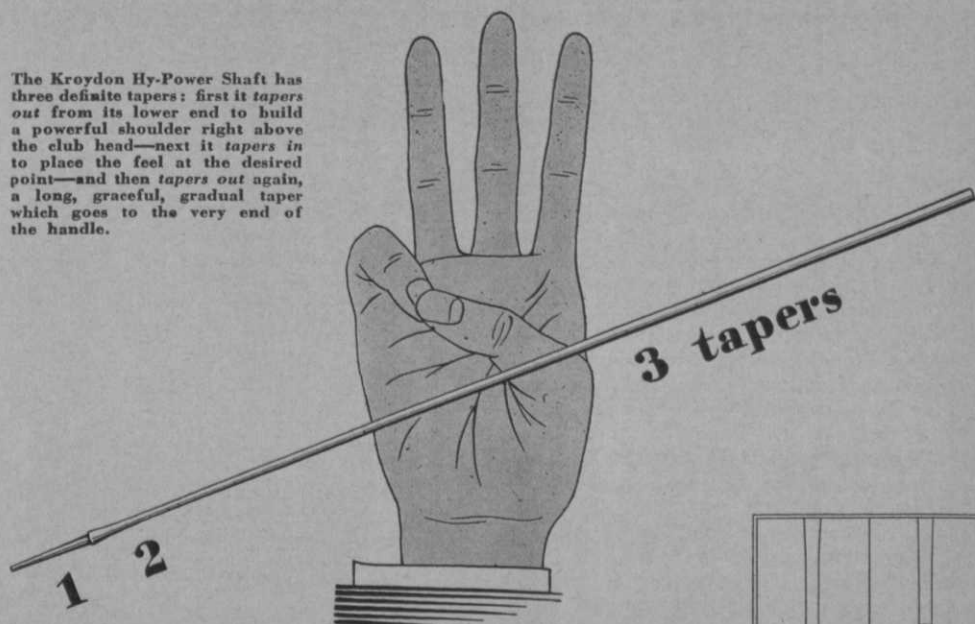 The Kroydon Hy-Power Shaft has
three definite tapers: first it tapers
out from its lower end to build
a powerful shoulder right above
the club head—next it tapers in
to place the feel at the desired
point—and then tapers out again,
a long, graceful, gradual taper
which goes to the very end of
the handle.
3 tapers
2
1